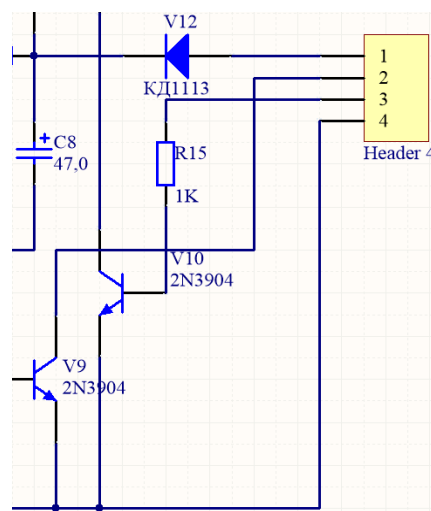 V12
КД1113
1
2
3
4
Header 4
C8
47,0
R15
1K
V10
2N3904
V9
2N3904